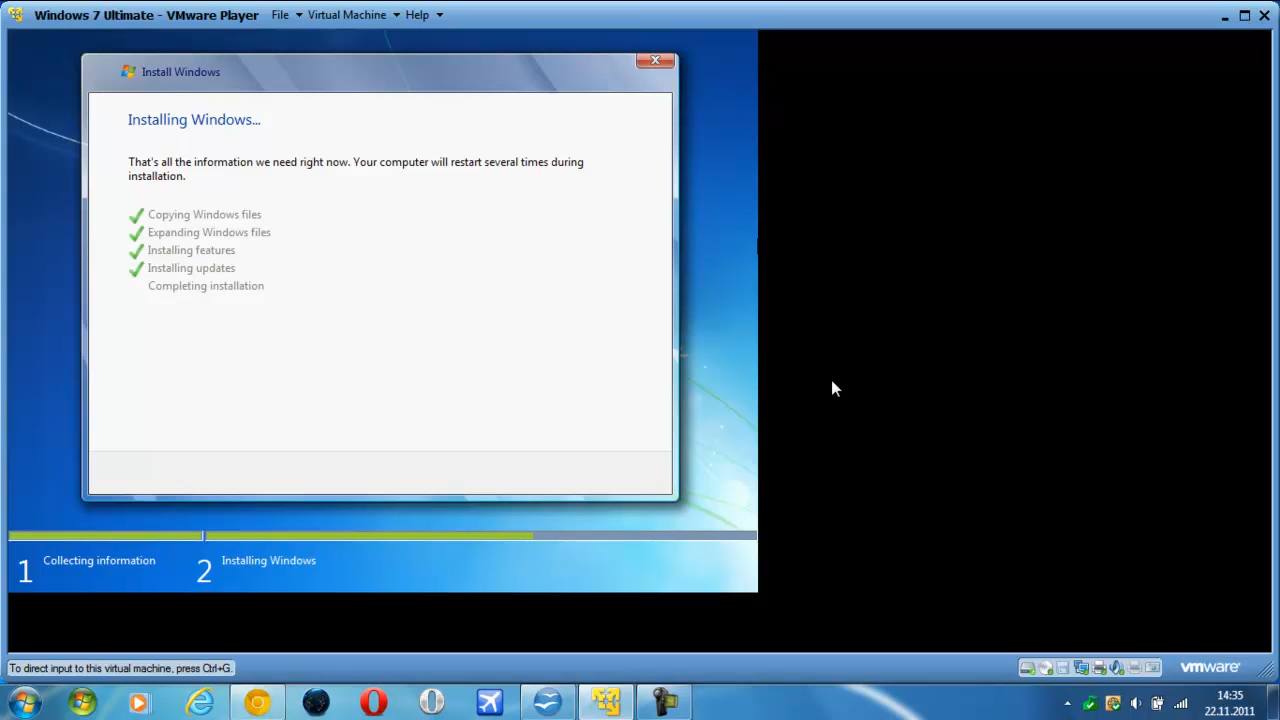 Windows 7 Ultimate - VMware Player File Virtual Machine Help
Install Windows
Installing Windows...
That's all the information we need right now. Your computer will restart several times during
installation.
Copying Windows files
Expanding Windows files
Installing features
Installing updates
Completing installation
1 Collecting information 2 Installing Windows
To direct input to this virtual machine, press Ctrl+G. vmware
14:35
22.11.2011